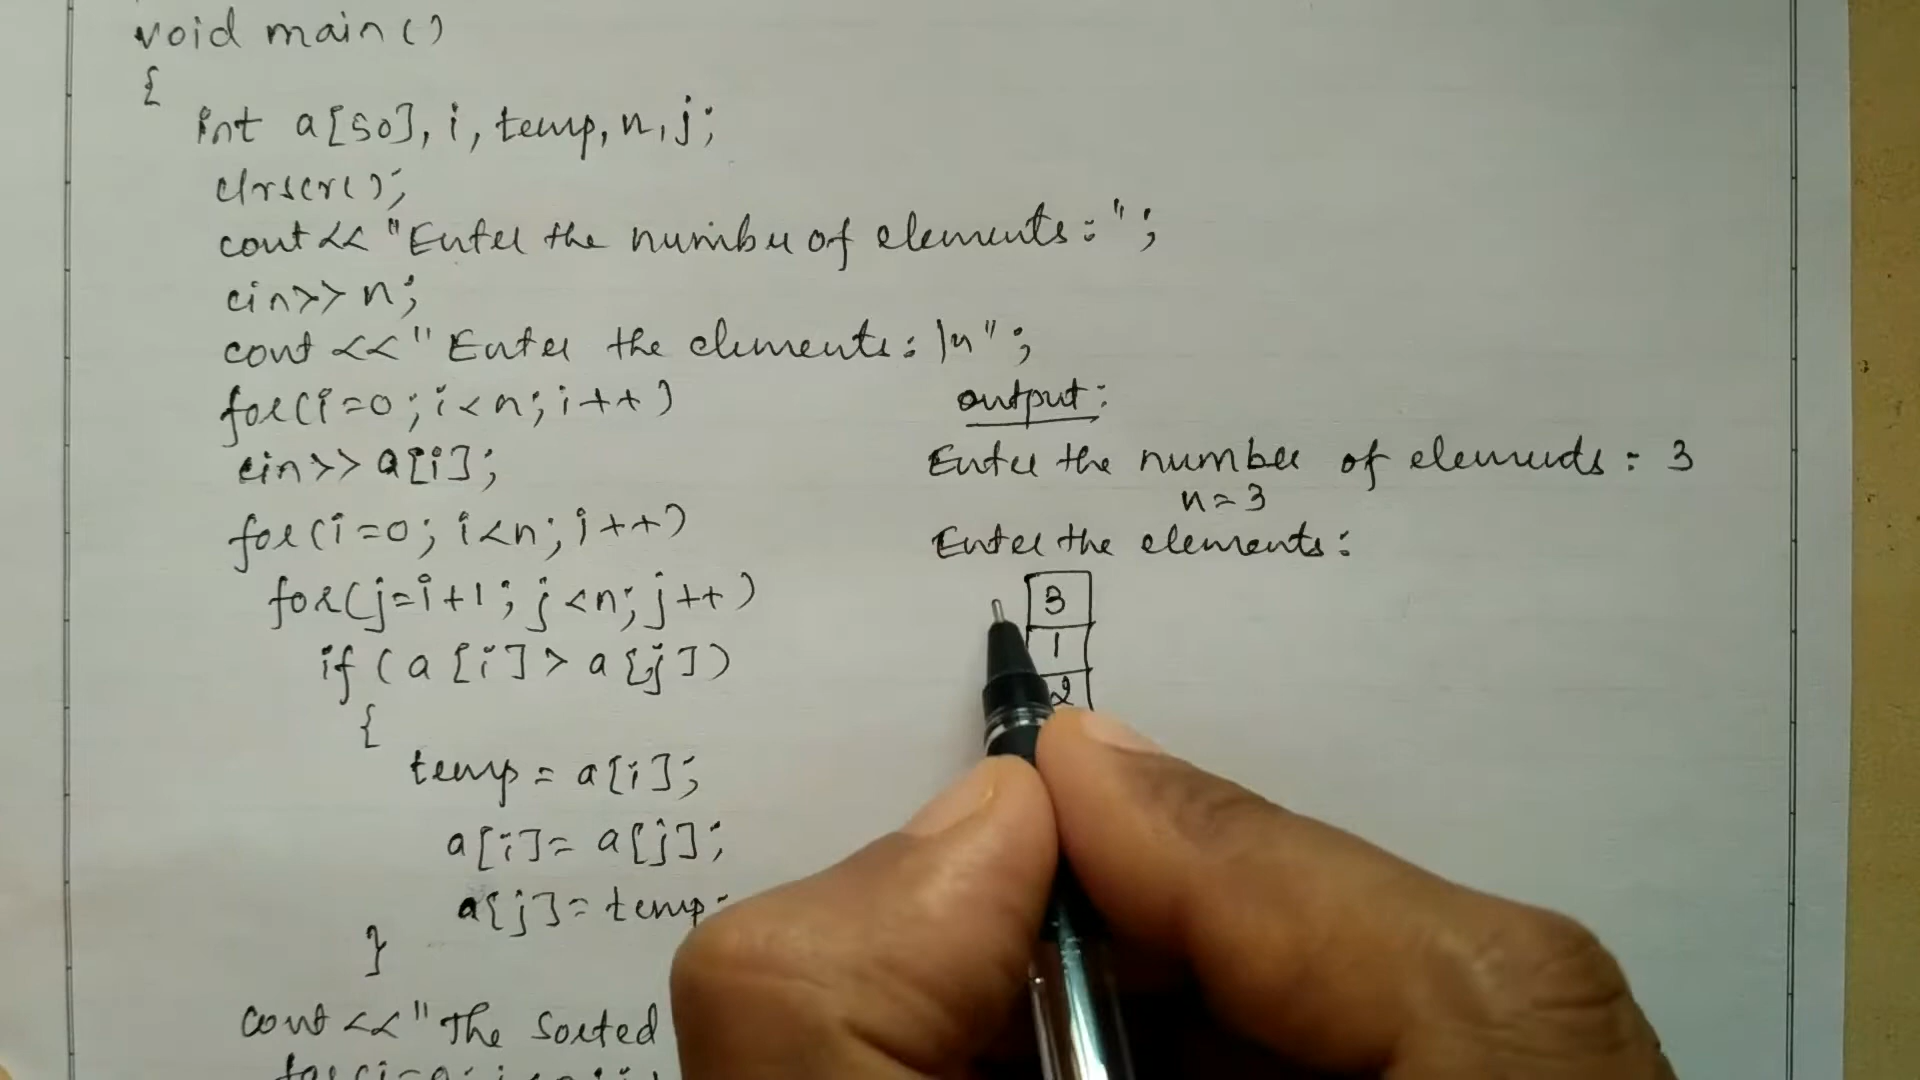 void main()
{
int a[50], i, temp, n, j;
clrscr();
cout<<"Enter the number of elements:";
cin>>n;
cout<<"Enter the elements:\n";
for(i=0;i<n;i++)
cin>>a[i];
for(i=0;i<n;i++)
for(j=i+1;j<n;j++)
if(a[i]>a[j])
{
temp=a[i];
a[i]=a[j];
a[j]=temp;
}
cout<<"The sorted
output:
Enter the number of elements: 3
n=3
Enter the elements:
3
1
2